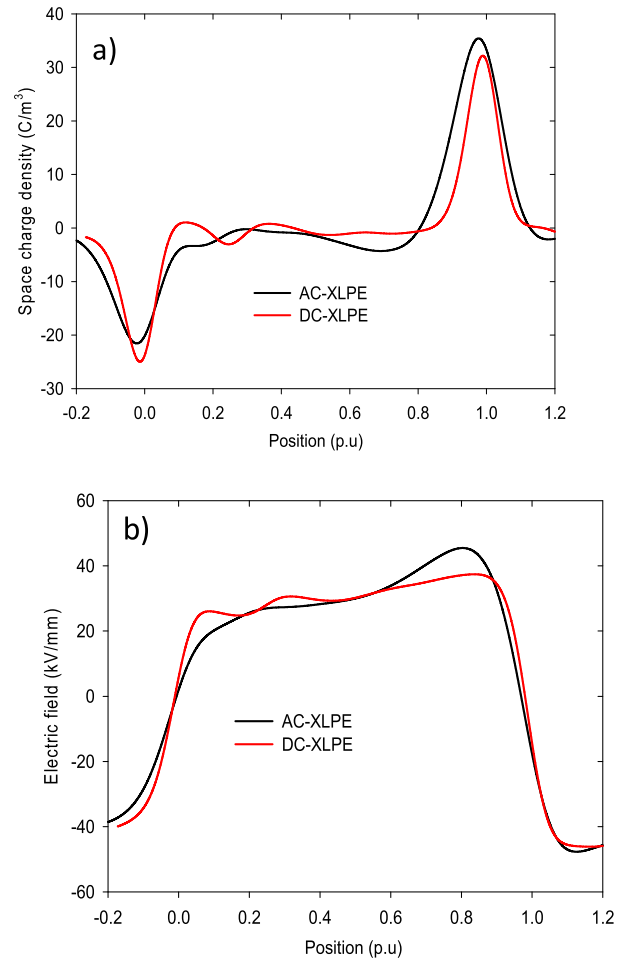 a)
40
30
20
10
0
-10
-20
-30
Space charge density (C/m³)
AC-XLPE
DC-XLPE
-0.2 0.0 0.2 0.4 0.6 0.8 1.0 1.2
Position (p.u)
b)
60
40
20
0
-20
-40
-60
Electric field (kV/mm)
AC-XLPE
DC-XLPE
-0.2 0.0 0.2 0.4 0.6 0.8 1.0 1.2
Position (p.u)